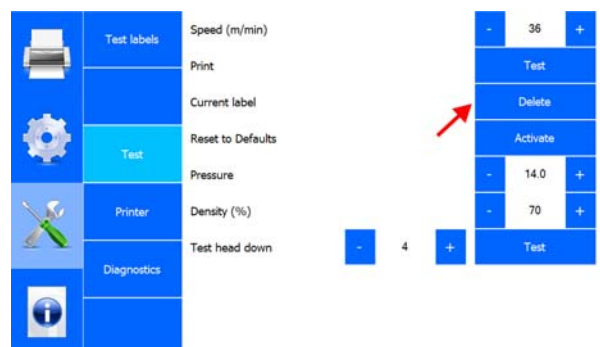 Test labels
Test
Printer
Diagnostics
Speed (m/min) - 36 +
Print Test
Current label Delete
Reset to Defaults Activate
Pressure - 14.0 +
Density (%) - 70 +
Test head down - 4 + Test